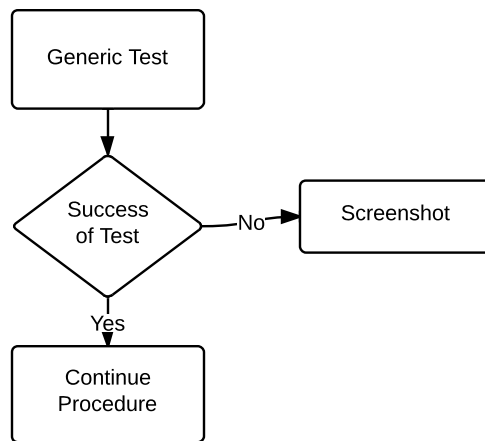 Generic Test
Success
of Test
No
Screenshot
Yes
Continue
Procedure